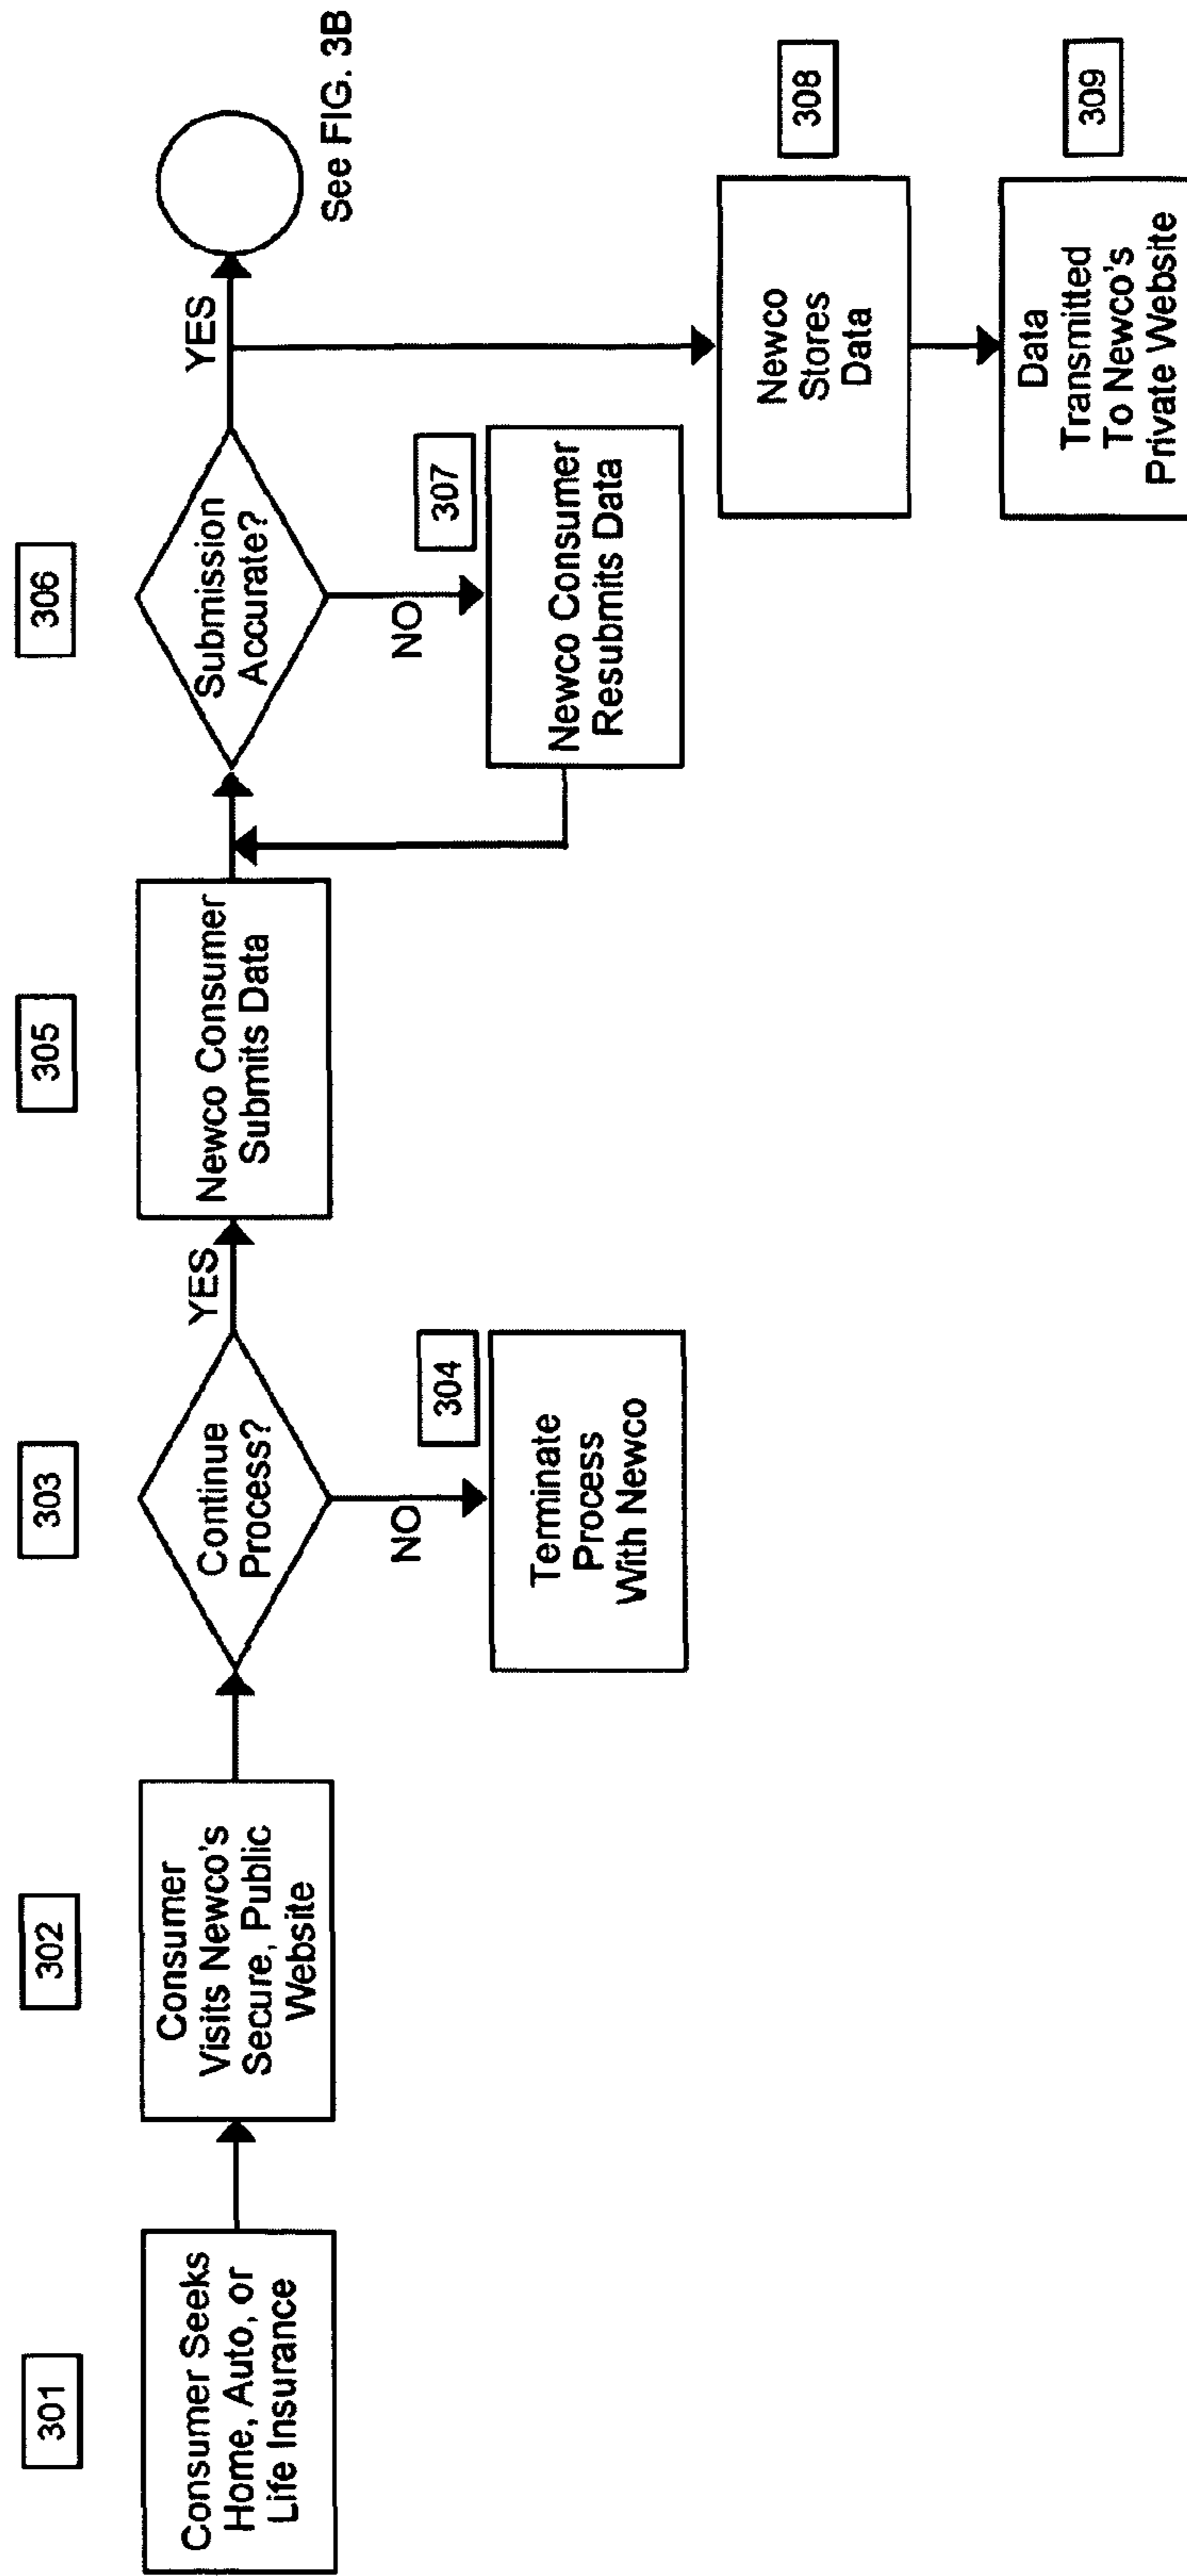 301
Consumer Seeks
Home, Auto, or
Life Insurance
302
Consumer
Visits Newco's
Secure, Public
Website
303
Continue
Process?
YES
NO
304
Terminate
Process
With Newco
305
Newco Consumer
Submits Data
306
Submission
Accurate?
YES
NO
307
Newco Consumer
Resubmits Data
See FIG. 3B
308
Newco
Stores
Data
309
Data
Transmitted
To Newco's
Private Website